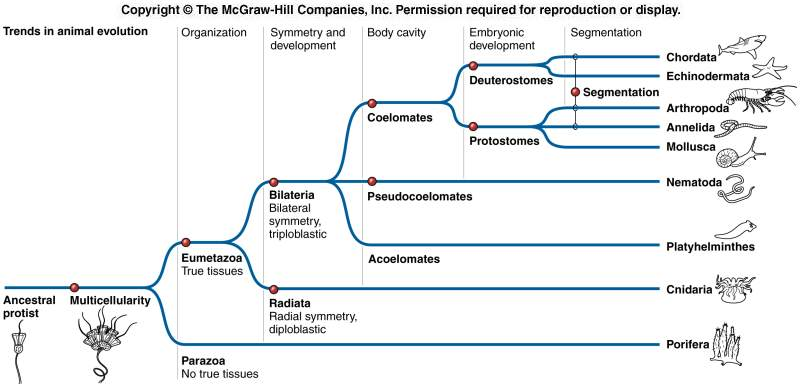 Copyright © The McGraw-Hill Companies, Inc. Permission required for reproduction or display.
Trends in animal evolution
Organization
Symmetry and
development
Body cavity
Embryonic
development
Segmentation
Chordata
Echinodermata
Deuterostomes
Segmentation
Arthropoda
Coelomates
Annelida
Protostomes
Mollusca
Bilateria
Bilateral
symmetry,
triploblastic
Pseudocoelomates
Nematoda
Eumetazoa
True tissues
Acoelomates
Platyhelminthes
Ancestral
protist
Multicellularity
Radiata
Radial symmetry,
diploblastic
Cnidaria
Parazoa
No true tissues
Porifera